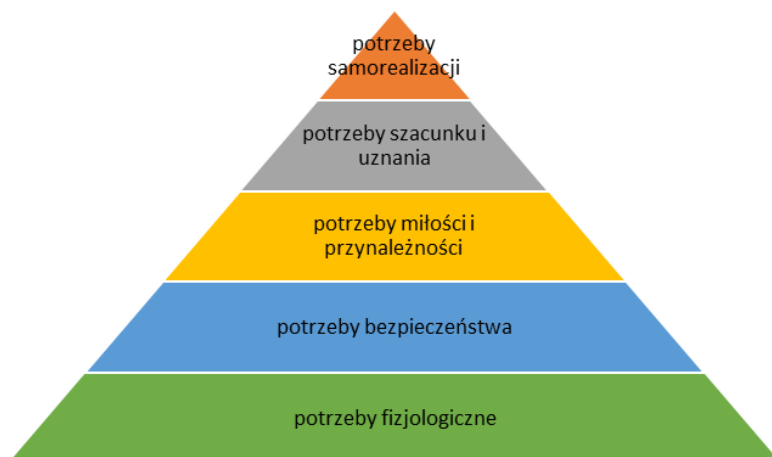 potrzeby
samorealizacji
potrzeby szacunku i
uznania
potrzeby miłości i
przynależności
potrzeby bezpieczeństwa
potrzeby fizjologiczne